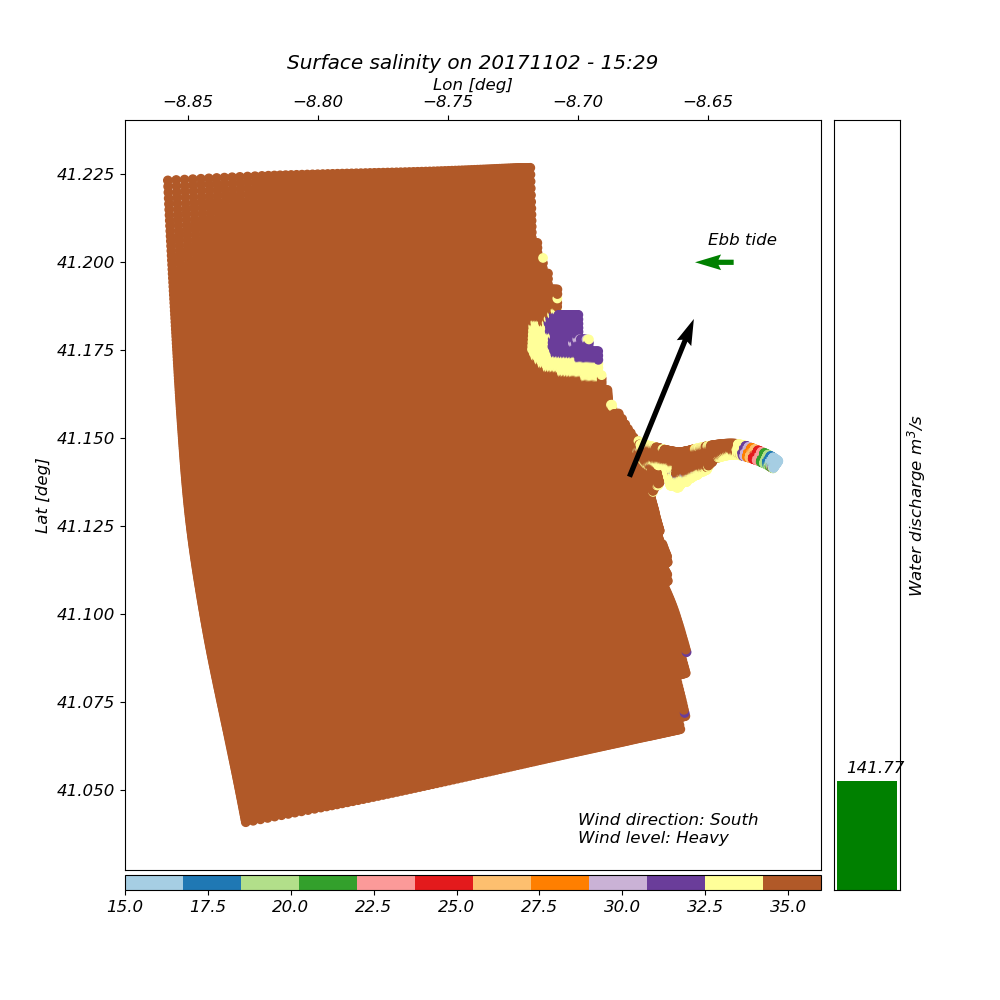 Surface salinity on 20171102 - 15:29
Lon [deg]
−8.85 −8.80 −8.75 −8.70 −8.65
41.225
41.200
41.175
41.150
41.125
41.100
41.075
41.050
Lat [deg]
Ebb tide
Wind direction: South
Wind level: Heavy
141.77
Water discharge m³/s
15.0 17.5 20.0 22.5 25.0 27.5 30.0 32.5 35.0